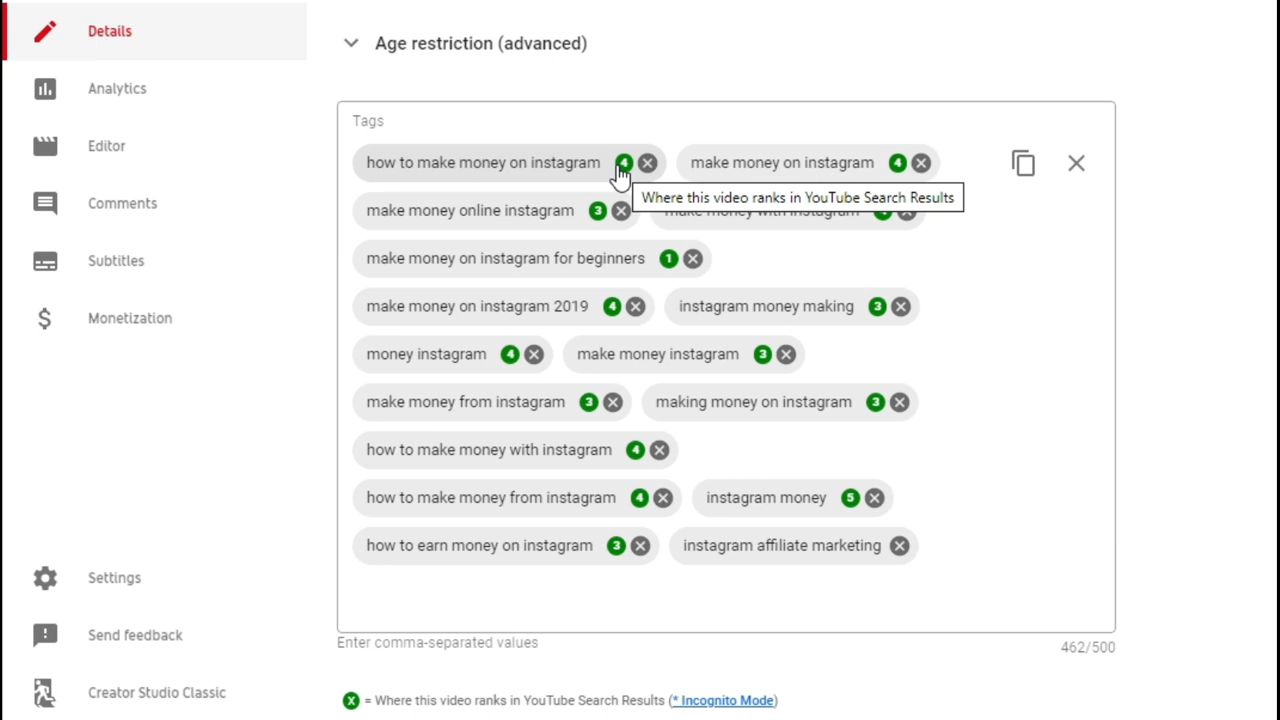 Details
Analytics
Editor
Comments
Subtitles
Monetization
Settings
Send feedback
Creator Studio Classic
Age restriction (advanced)
Tags
how to make money on instagram 4 make money on instagram 4
Where this video ranks in YouTube Search Results
make money online instagram 3 make money with instagram
make money on instagram for beginners 1
make money on instagram 2019 4 instagram money making 3
money instagram 4 make money instagram 3
make money from instagram 3 making money on instagram 3
how to make money with instagram 4
how to make money from instagram 4 instagram money 5
how to earn money on instagram 3 instagram affiliate marketing
Enter comma-separated values 462/500
X = Where this video ranks in YouTube Search Results (* Incognito Mode)